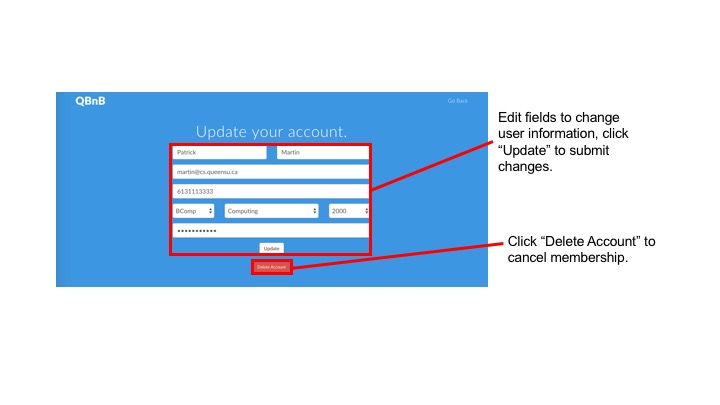 QBnB
Go Back
Update your account.
Patrick
Martin
martin@cs.queensu.ca
6131113333
BComp
Computing
2000
Update
Delete Account
Edit fields to change
user information, click
“Update” to submit
changes.
Click “Delete Account” to
cancel membership.